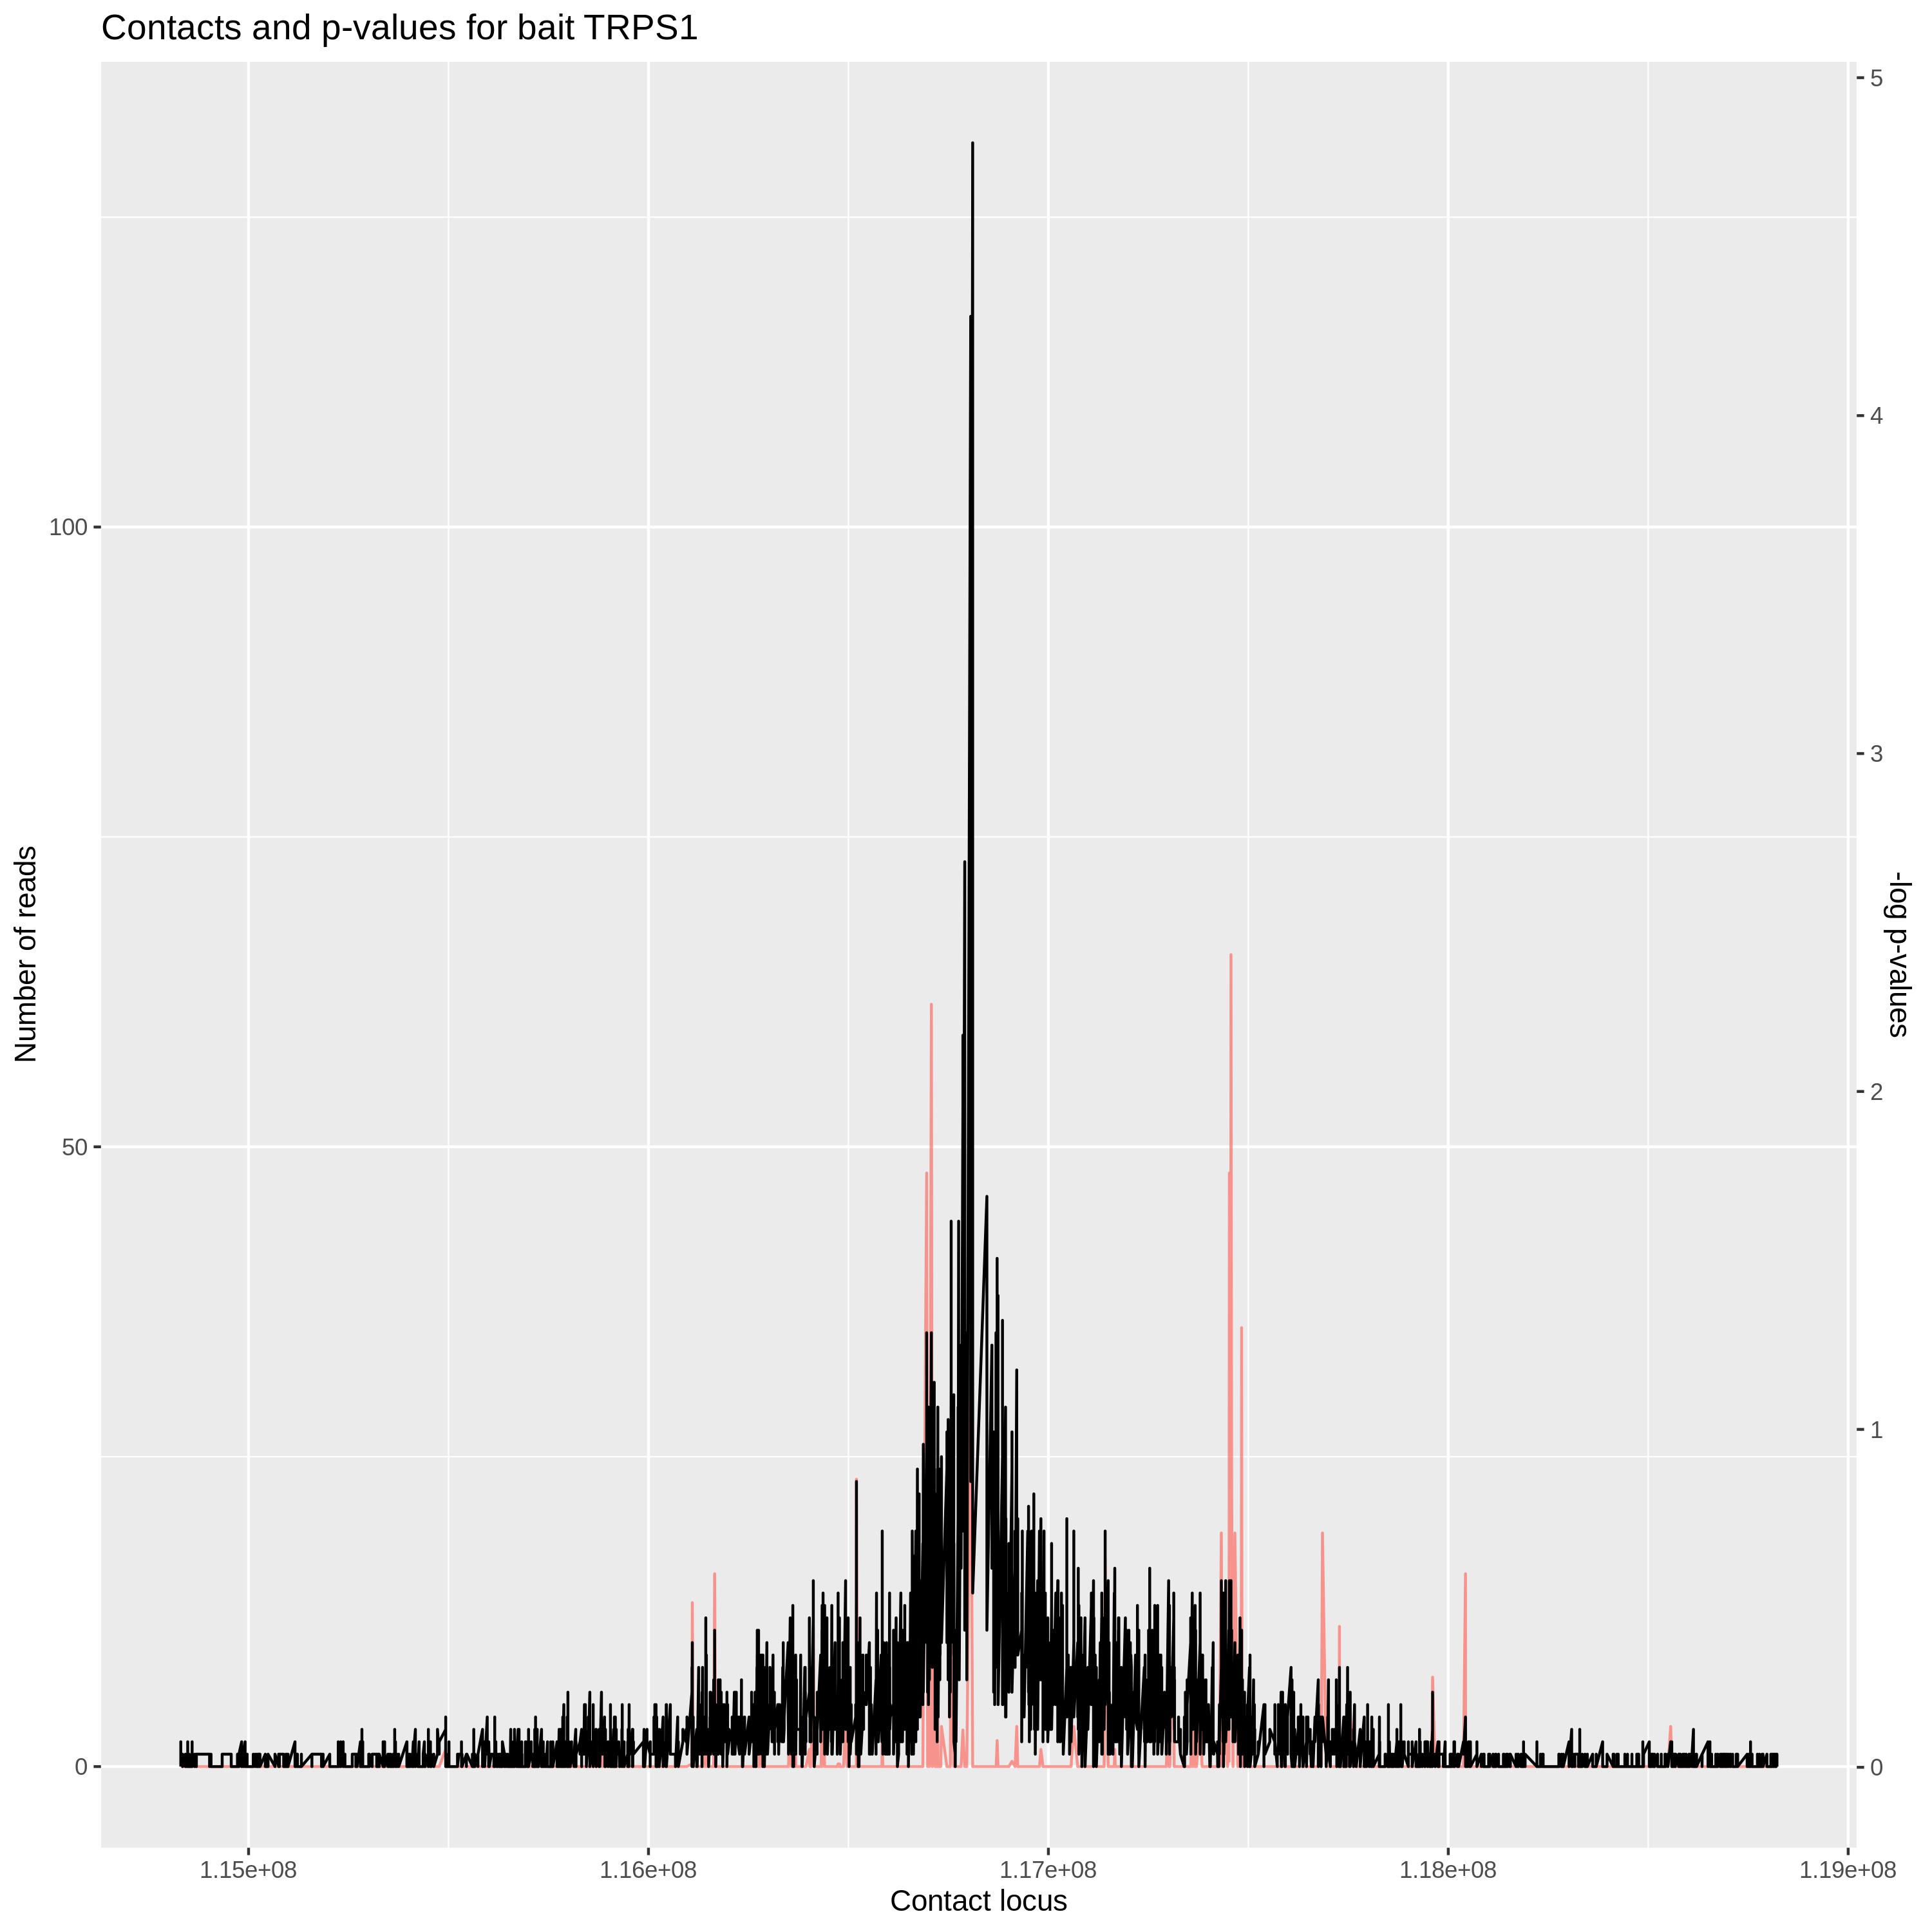 Contacts and p-values for bait TRPS1
5
4
100
3
Number of reads
-log p-values
2
50
1
0
0
1.15e+08
1.16e+08
1.17e+08
1.18e+08
1.19e+08
Contact locus